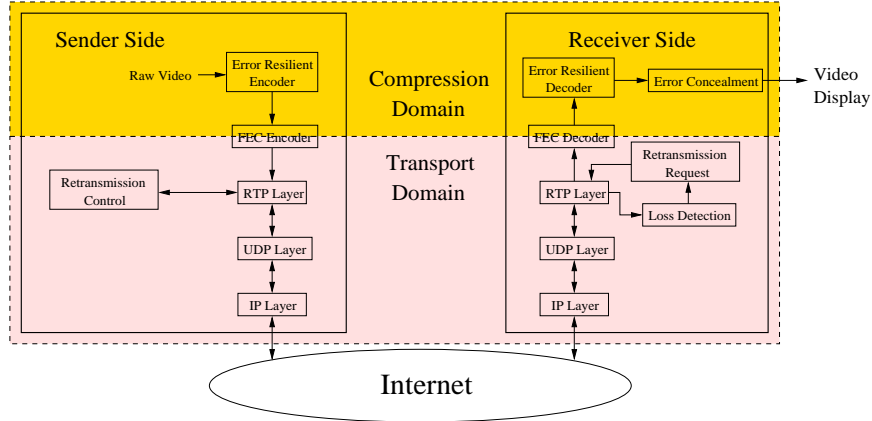 Sender Side
Raw Video
Error Resilient
Encoder
FEC Encoder
Retransmission
Control
RTP Layer
UDP Layer
IP Layer
Compression
Domain
Transport
Domain
Receiver Side
Error Resilient
Decoder
Error Concealment
Video
Display
FEC Decoder
Retransmission
Request
RTP Layer
Loss Detection
UDP Layer
IP Layer
Internet